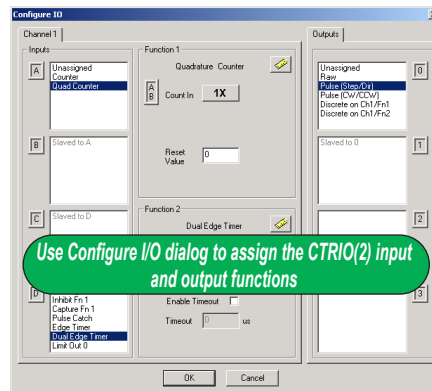 Configure IO
Channel 1
Outputs
Inputs
A
Unassigned
Counter
Quad Counter
B
Slaved to A
C
Slaved to D
D
Inhibit Fn 1
Capture Fn 1
Pulse Catch
Edge Timer
Dual Edge Timer
Limit Out 0
Function 1
Quadrature Counter
A
B
Count In
1X
Reset
Value
0
Function 2
Dual Edge Timer
Enable Timeout
Timeout
0
us
Unassigned
Raw
Pulse (Step/Dir)
Pulse (CW/CCW)
Discrete on Ch1/Fn1
Discrete on Ch1/Fn2
0
Slaved to 0
1
2
3
Use Configure I/O dialog to assign the CTRIO(2) input
and output functions
OK
Cancel